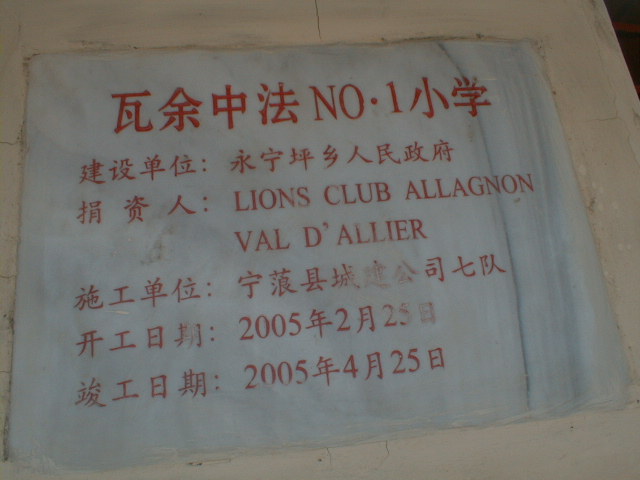 瓦余中法NO·1小学
建设单位：永宁坪乡人民政府
捐资人：LIONS CLUB ALLAGNON
VAL D'ALLIER
施工单位：宁蒗县城建公司七队
开工日期：2005年2月25日
竣工日期：2005年4月25日